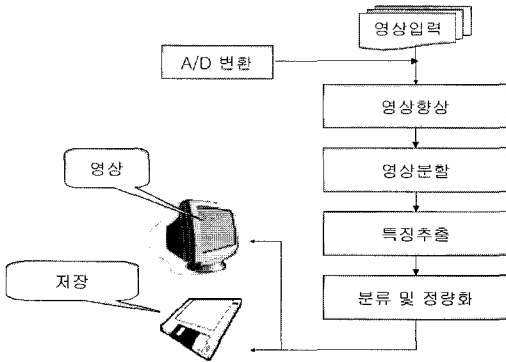 영상입력
A/D 변환
영상향상
영상분할
영상
특징추출
저장
분류 및 정량화